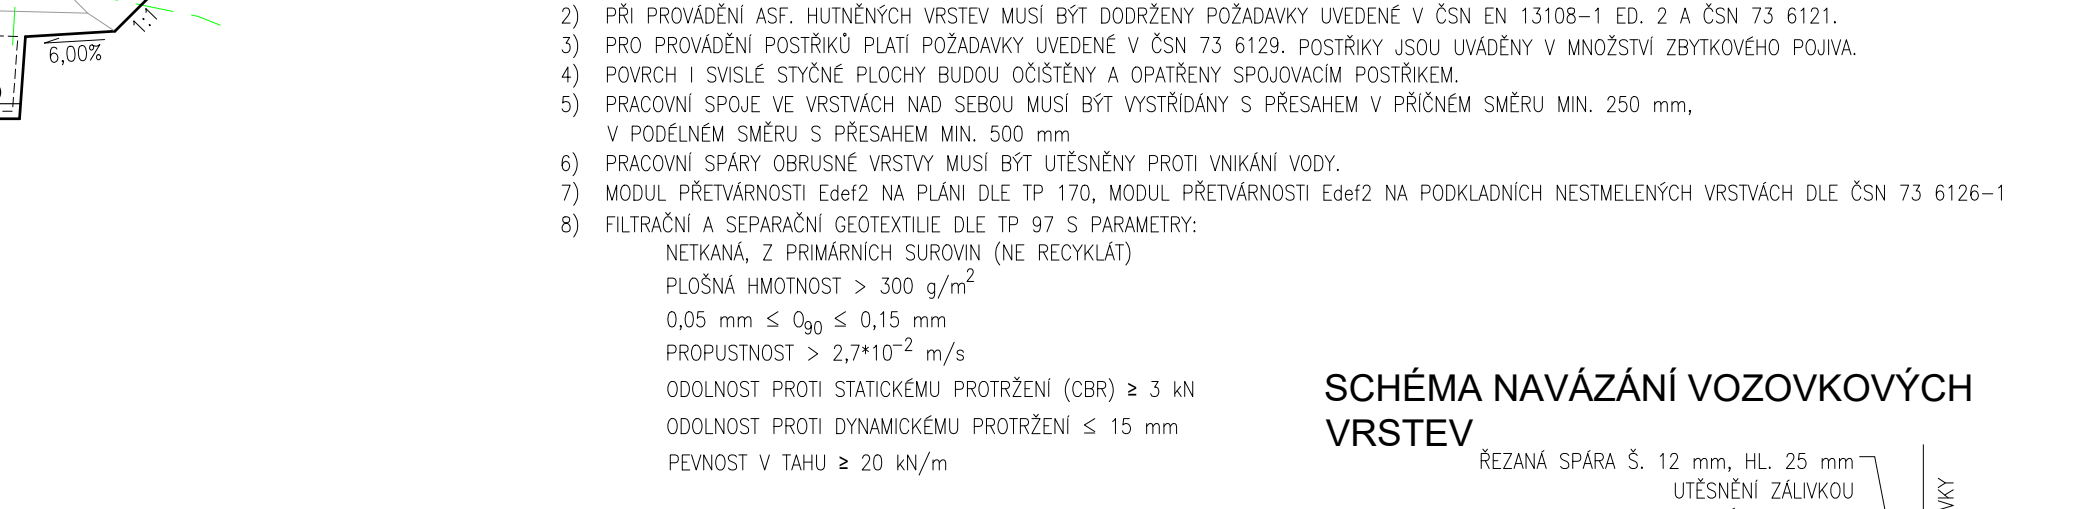 2) PŘI PROVÁDĚNÍ ASF. HUTNĚNÝCH VRSTEV MUSÍ BÝT DODRŽENY POŽADAVKY UVEDENÉ V ČSN EN 13108-1 ED. 2 A ČSN 73 6121.
3) PRO PROVÁDĚNÍ POSTŘIKŮ PLATÍ POŽADAVKY UVEDENÉ V ČSN 73 6129. POSTŘIKY JSOU UVÁDĚNY V MNOŽSTVÍ ZBYTKOVÉHO POJIVA.
4) POVRCH I SVISLÉ STYČNÉ PLOCHY BUDOU OČIŠTĚNY A OPATŘENY SPOJOVACÍM POSTŘIKEM.
5) PRACOVNÍ SPOJE VE VRSTVÁCH NAD SEBOU MUSÍ BÝT VYSTŘÍDÁNY S PŘESAHEM V PŘÍČNÉM SMĚRU MIN. 250 mm,
V PODÉLNÉM SMĚRU S PŘESAHEM MIN. 500 mm
6) PRACOVNÍ SPÁRY OBRUSNÉ VRSTVY MUSÍ BÝT UTĚSNĚNY PROTI VNIKÁNÍ VODY.
7) MODUL PŘETVÁRNOSTI Edef2 NA PLÁNI DLE TP 170, MODUL PŘETVÁRNOSTI Edef2 NA PODKLADNÍCH NESTMELENÝCH VRSTVÁCH DLE ČSN 73 6126-1
8) FILTRAČNÍ A SEPARAČNÍ GEOTEXTILIE DLE TP 97 S PARAMETRY:
NETKANÁ, Z PRIMÁRNÍCH SUROVIN (NE RECYKLÁT)
PLOŠNÁ HMOTNOST > 300 g/m²
0,05 mm ≤ O₉₀ ≤ 0,15 mm
PROPUSTNOST > 2,7*10⁻² m/s
ODOLNOST PROTI STATICKÉMU PROTRŽENÍ (CBR) ≥ 3 kN
ODOLNOST PROTI DYNAMICKÉMU PROTRŽENÍ ≤ 15 mm
PEVNOST V TAHU ≥ 20 kN/m
1:1
6,00%
SCHÉMA NAVÁZÁNÍ VOZOVKOVÝCH
VRSTEV
ŘEZANÁ SPÁRA Š. 12 mm, HL. 25 mm
UTĚSNĚNÍ ZÁLIVKOU